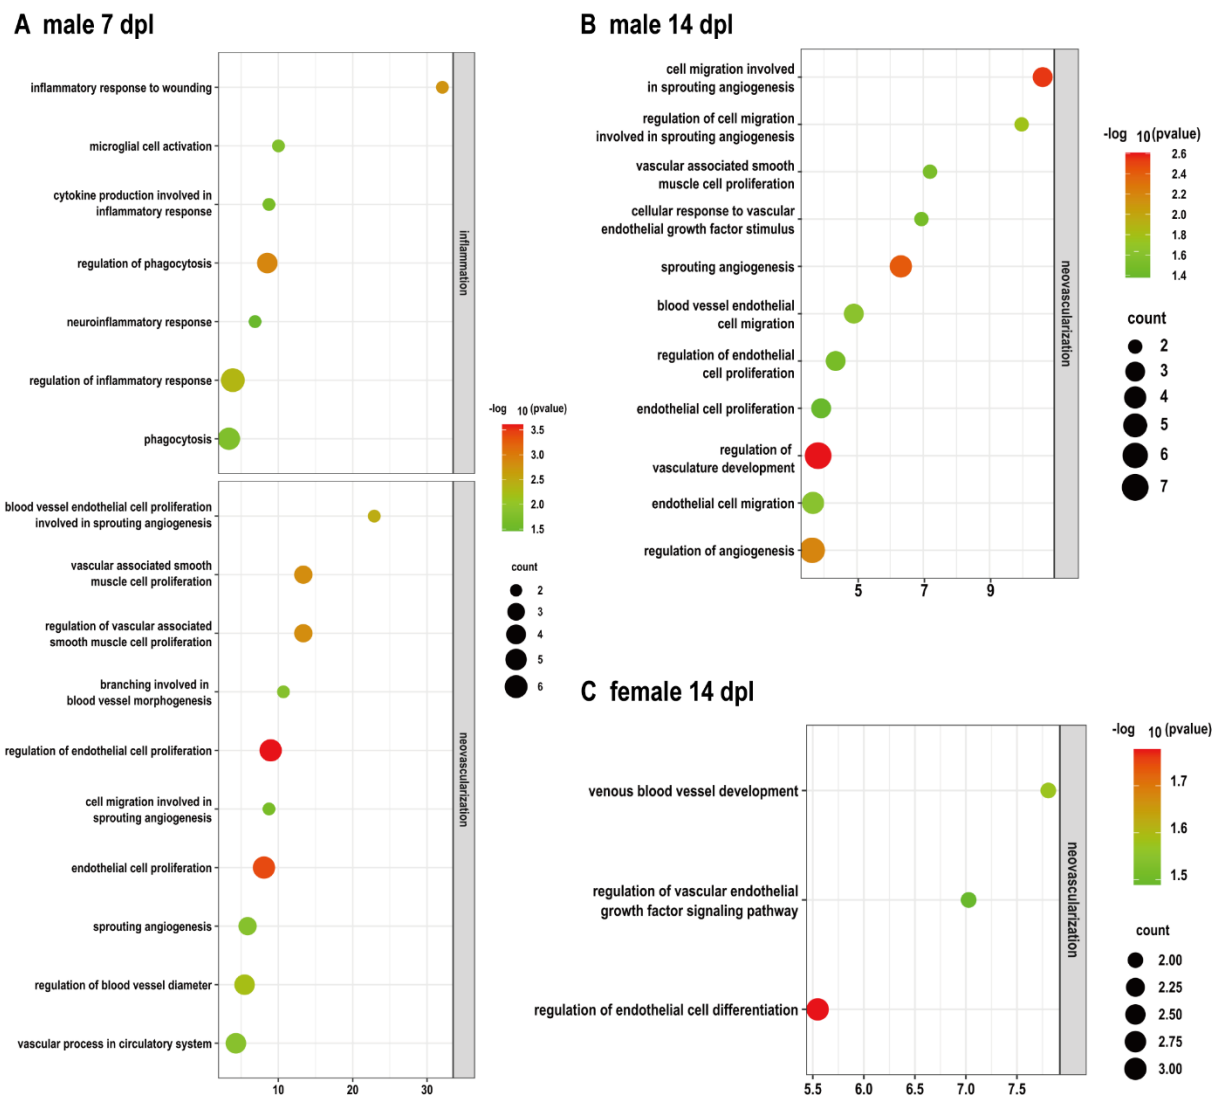 A male 7 dpl
inflammatory response to wounding
microglial cell activation
cytokine production involved in
inflammatory response
regulation of phagocytosis
neuroinflammatory response
regulation of inflammatory response
phagocytosis
inflammation
blood vessel endothelial cell proliferation
involved in sprouting angiogenesis
vascular associated smooth
muscle cell proliferation
regulation of vascular associated
smooth muscle cell proliferation
branching involved in
blood vessel morphogenesis
regulation of endothelial cell proliferation
cell migration involved in
sprouting angiogenesis
endothelial cell proliferation
sprouting angiogenesis
regulation of blood vessel diameter
vascular process in circulatory system
neovascularization
10 20 30
-log 10 (pvalue)
3.5
3.0
2.5
2.0
1.5
count
2
3
4
5
6
B male 14 dpl
cell migration involved
in sprouting angiogenesis
regulation of cell migration
involved in sprouting angiogenesis
vascular associated smooth
muscle cell proliferation
cellular response to vascular
endothelial growth factor stimulus
sprouting angiogenesis
blood vessel endothelial
cell migration
regulation of endothelial
cell proliferation
endothelial cell proliferation
regulation of
vasculature development
endothelial cell migration
regulation of angiogenesis
neovascularization
5 7 9
-log 10 (pvalue)
2.6
2.4
2.2
2.0
1.8
1.6
1.4
count
2
3
4
5
6
7
C female 14 dpl
venous blood vessel development
regulation of vascular endothelial
growth factor signaling pathway
regulation of endothelial cell differentiation
neovascularization
5.5 6.0 6.5 7.0 7.5
-log 10 (pvalue)
1.7
1.6
1.5
count
2.00
2.25
2.50
2.75
3.00